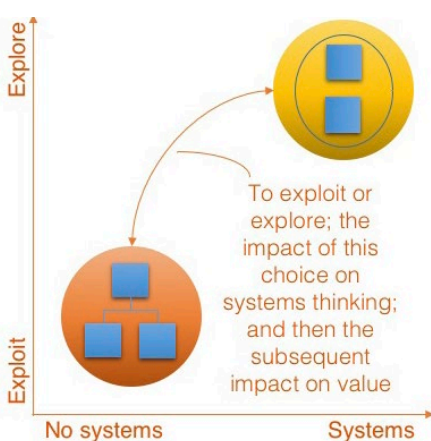 Explore
To exploit or
explore; the
impact of this
choice on
systems thinking;
and then the
subsequent
impact on value
Exploit
No systems
Systems